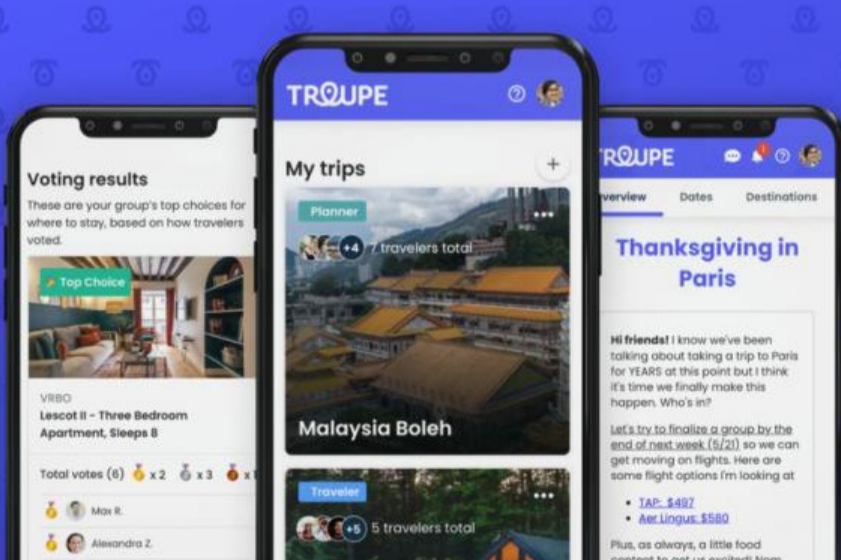 Voting results
These are your group's top choices for
where to stay, based on how travelers
voted.
Top Choice
VRBO
Lescot II - Three Bedroom
Apartment, Sleeps 8
Total votes (6) x 2 x 3 x 1
Max R.
Alexandra Z.
TROUPE
My trips
+
Planner
+4 7 travelers total
Malaysia Boleh
Traveler
+5 5 travelers total
TROUPE
1
Overview Dates Destinations
Thanksgiving in
Paris
Hi friends! I know we've been
talking about taking a trip to Paris
for YEARS at this point but I think
it's time we finally make this
happen. Who's in?
Let's try to finalize a group by the
end of next week (5/21) so we can
get moving on flights. Here are
some flight options I'm looking at
TAP: $497
Aer Lingus: $580
Plus, as always, a little food